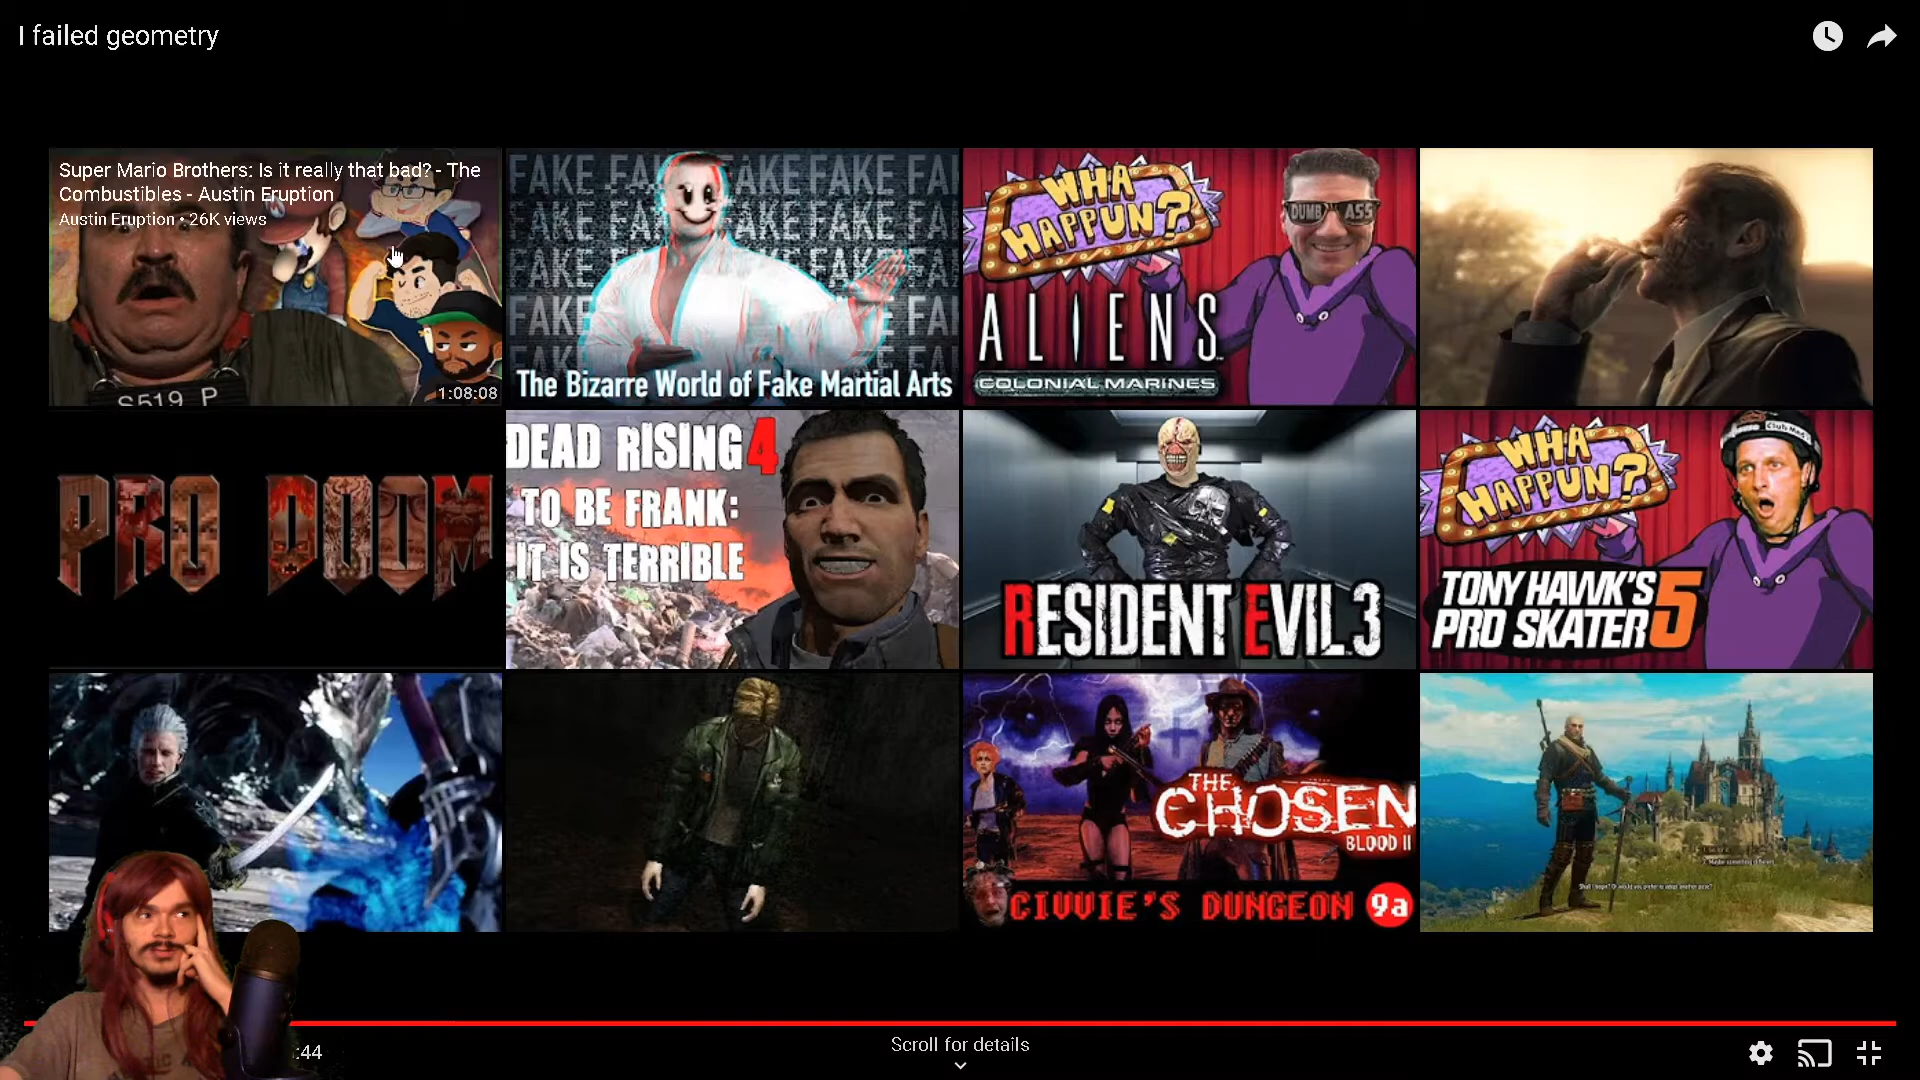 I failed geometry
Super Mario Brothers: Is it really that bad? - The
Combustibles - Austin Eruption
Austin Eruption • 26K views
S519 P
1:08:08
The Bizarre World of Fake Martial Arts
WHA
HAPPUN?
DUMB ASS
ALIENS
COLONIAL MARINES
PRO DOOM
DEAD RISING 4
TO BE FRANK:
IT IS TERRIBLE
RESIDENT EVIL 3
WHA
HAPPUN?
Club Mad
TONY HAWK'S
PRO SKATER 5
THE
CHOSEN
BLOOD II
CIVVIE'S DUNGEON 9a
:44
Scroll for details